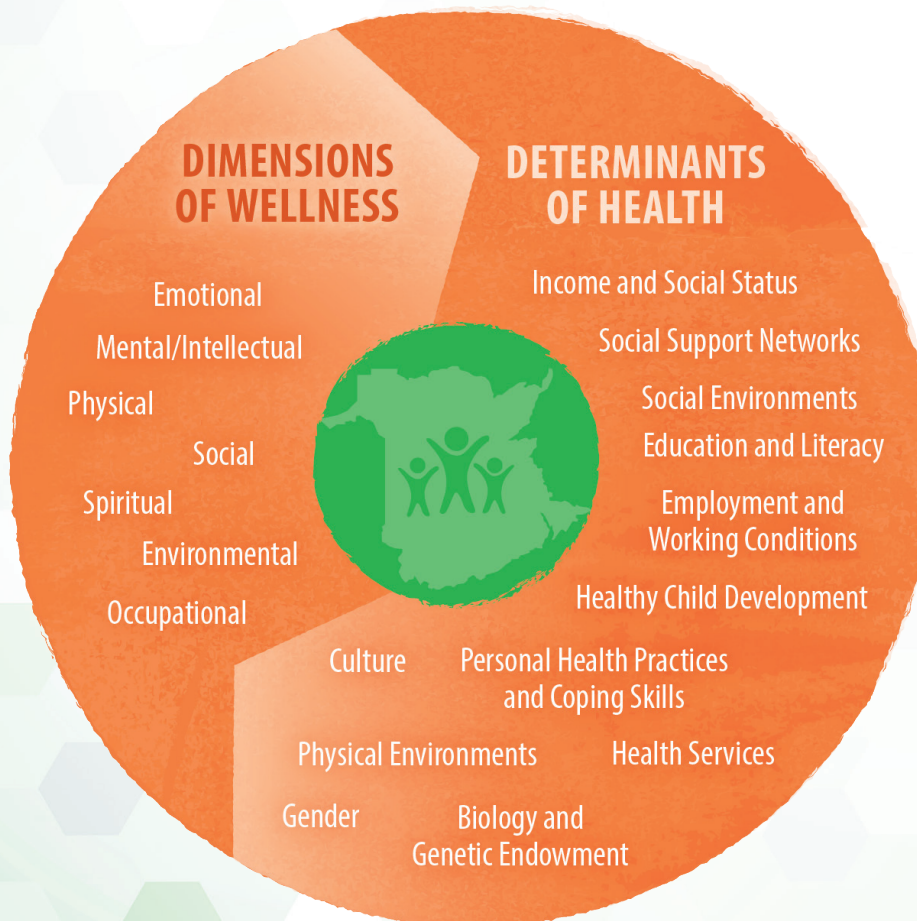 DIMENSIONS
OF WELLNESS
Emotional
Mental/Intellectual
Physical
Social
Spiritual
Environmental
Occupational
DETERMINANTS
OF HEALTH
Income and Social Status
Social Support Networks
Social Environments
Education and Literacy
Employment and
Working Conditions
Healthy Child Development
Culture
Personal Health Practices
and Coping Skills
Physical Environments
Health Services
Gender
Biology and
Genetic Endowment